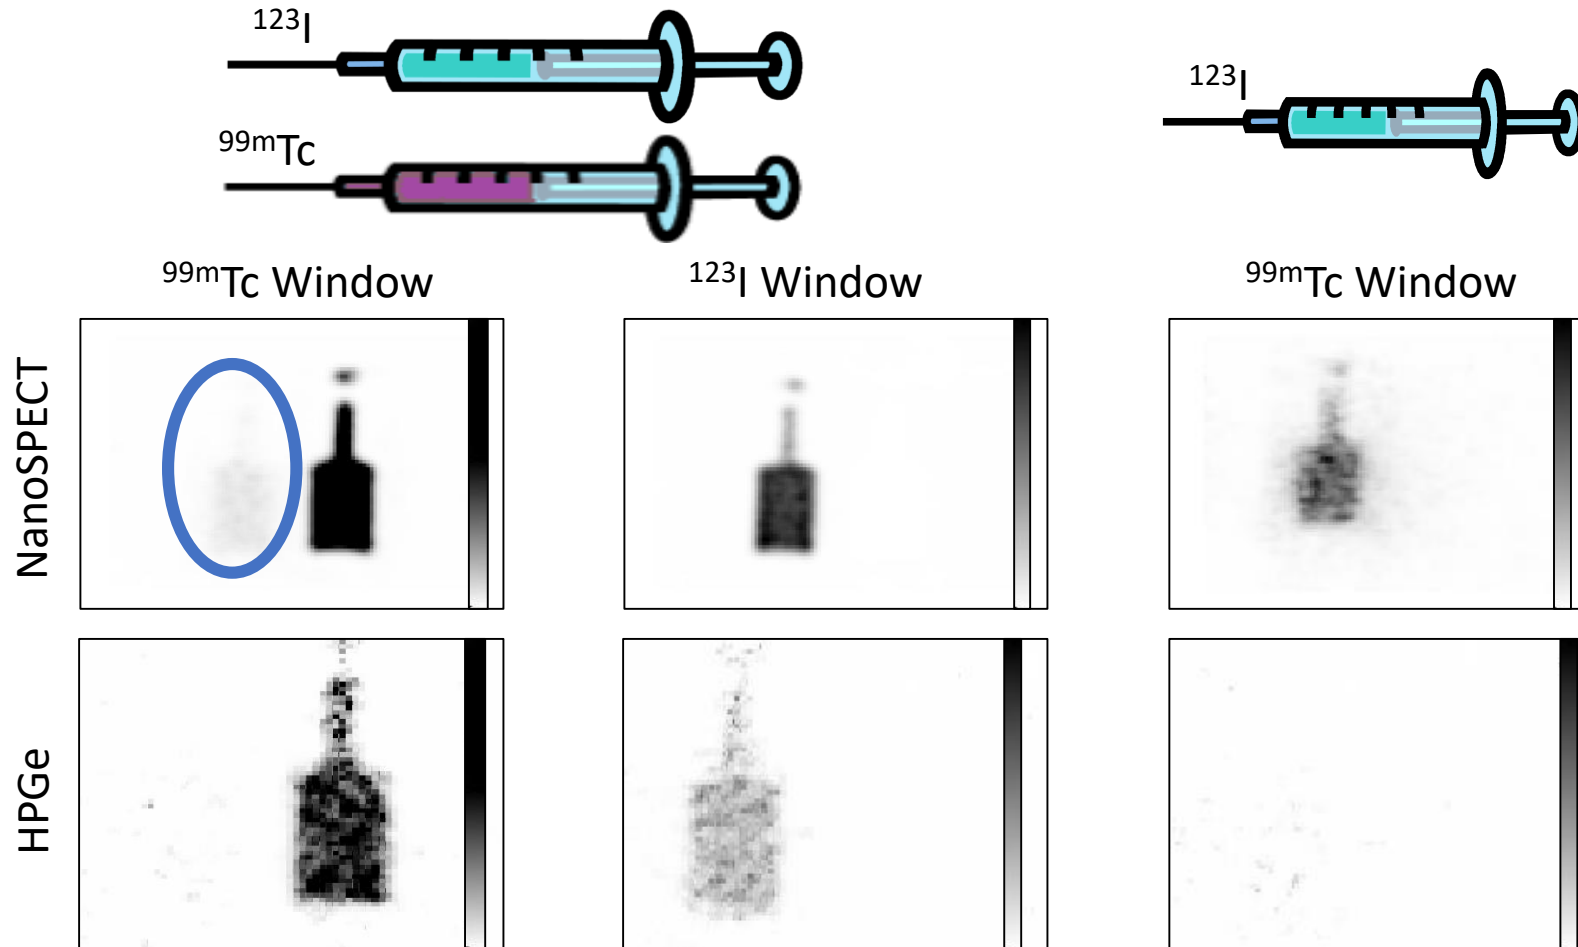 ¹²³I
⁹⁹ᵐTc
¹²³I
⁹⁹ᵐTc Window
¹²³I Window
⁹⁹ᵐTc Window
NanoSPECT
HPGe